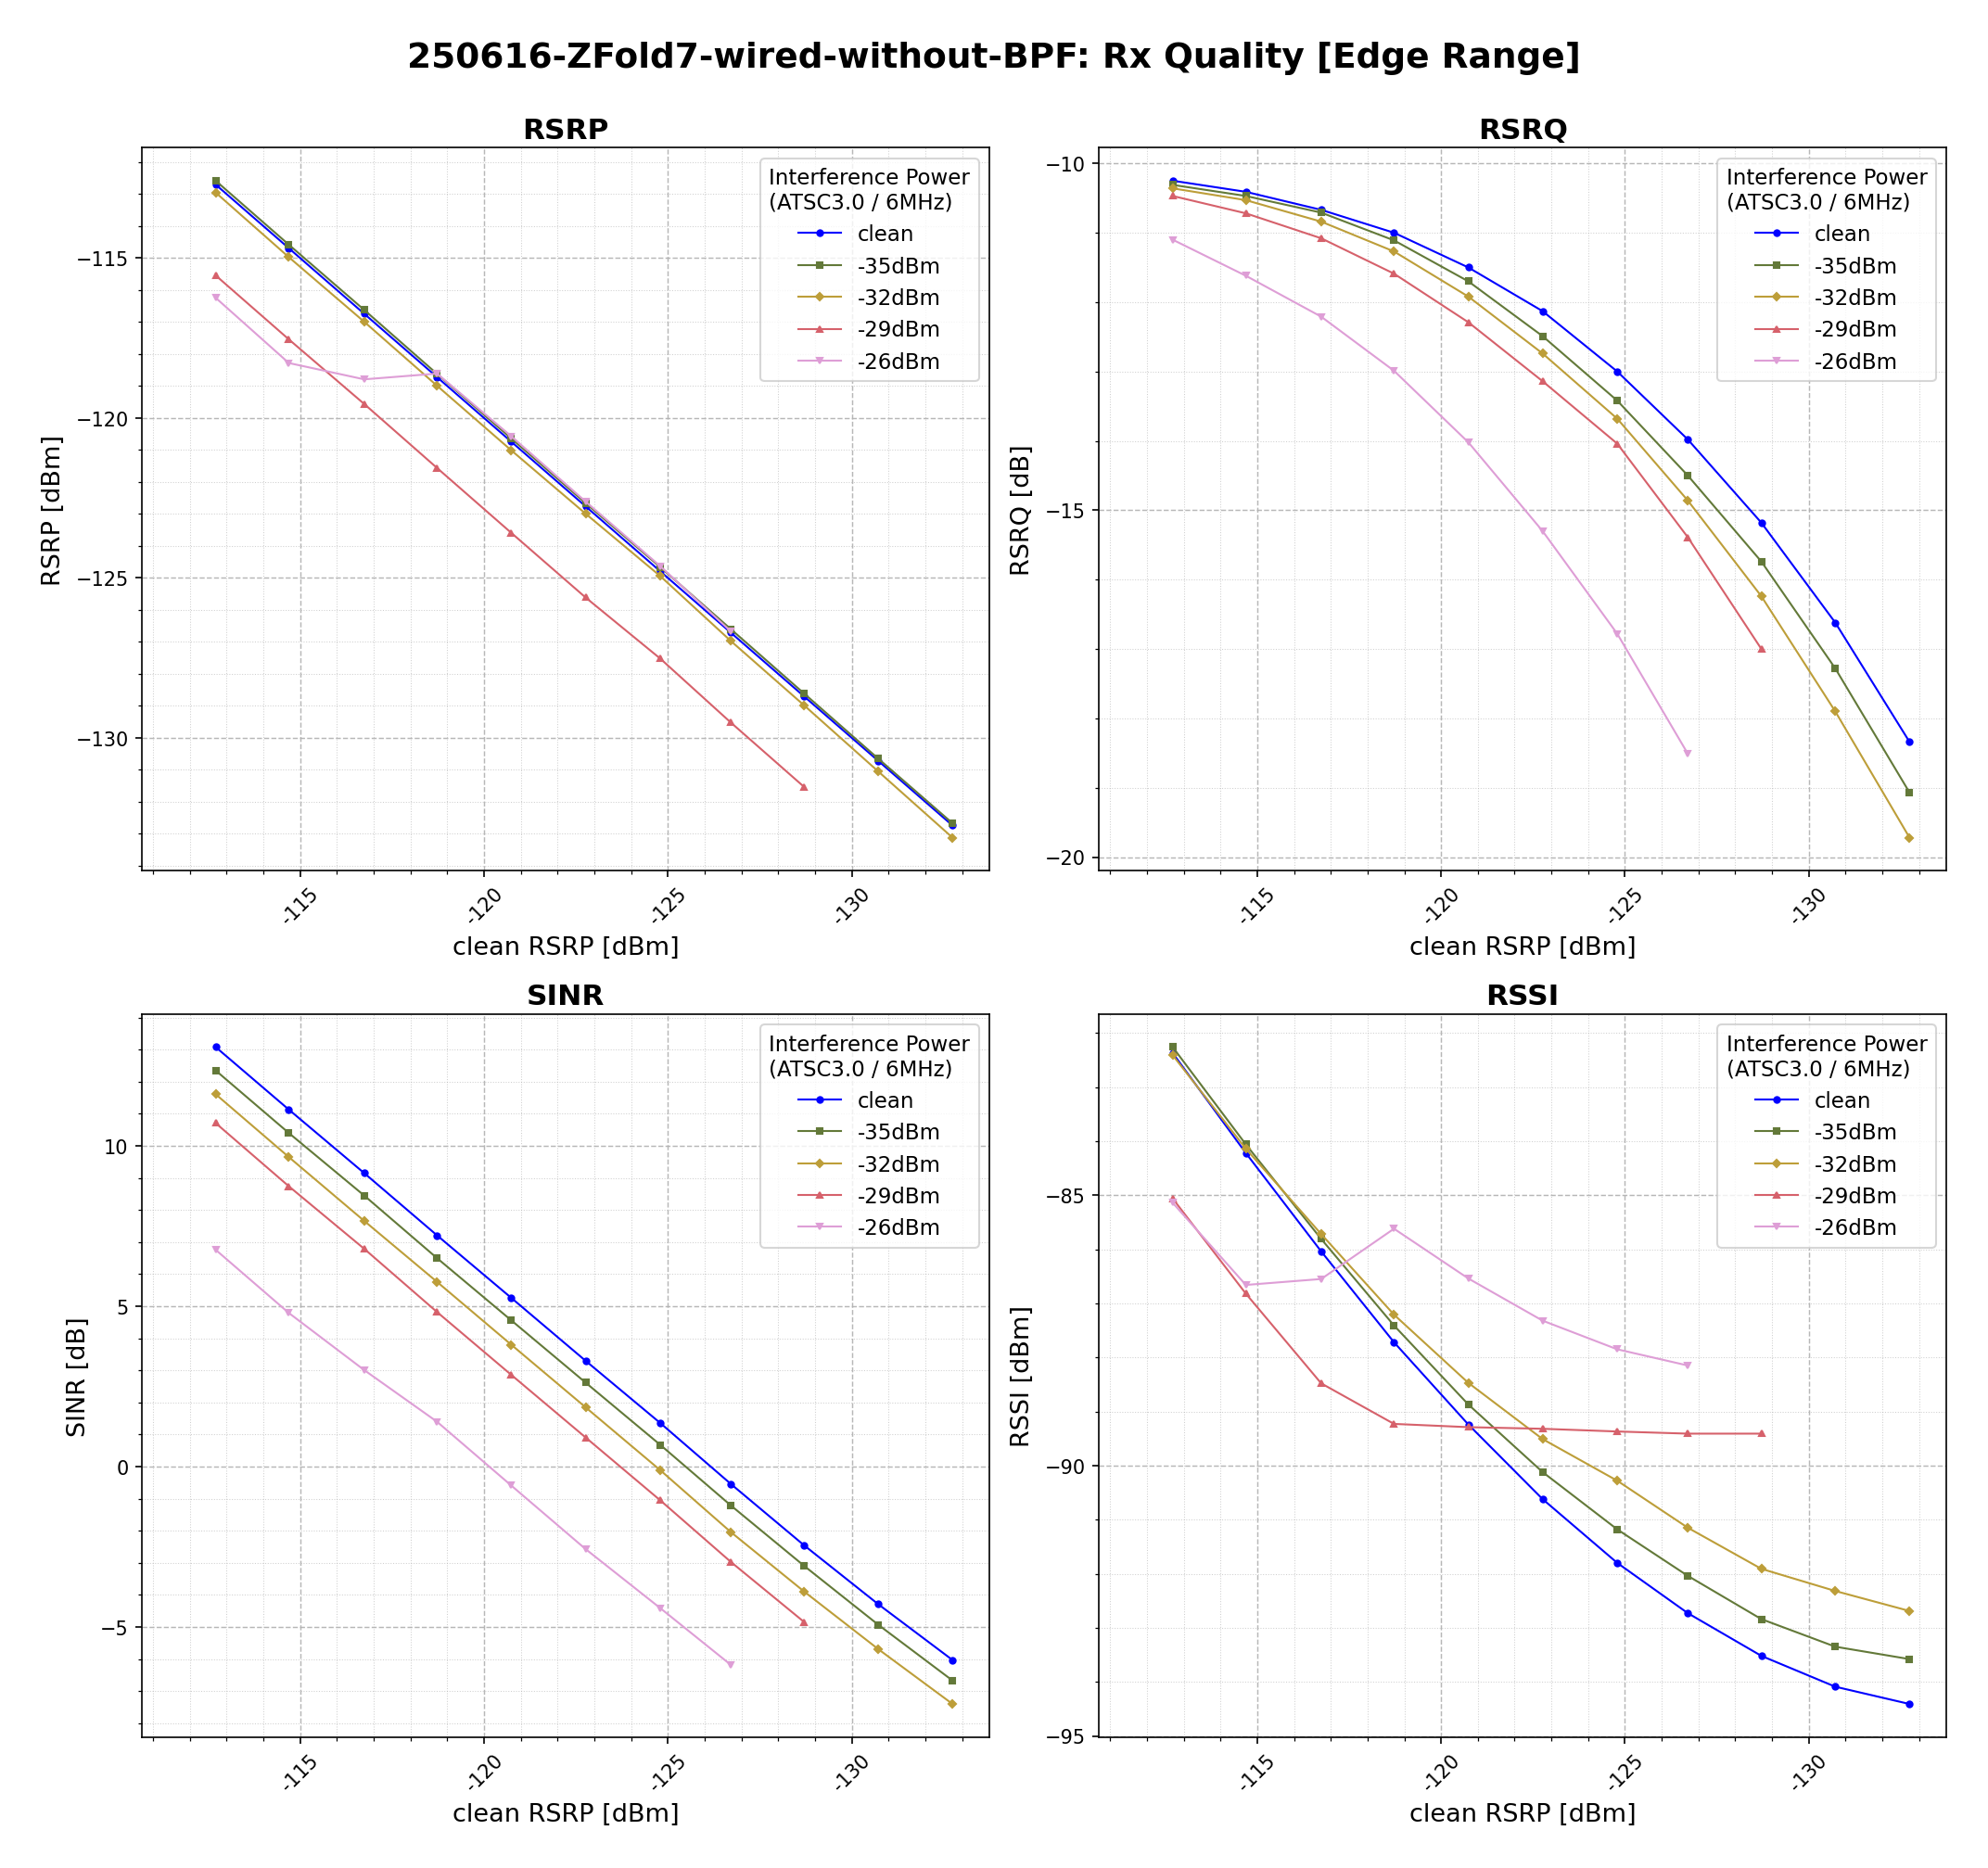 250616-ZFold7-wired-without-BPF: Rx Quality [Edge Range]
RSRP
RSRP [dBm]
−115
−120
−125
−130
Interference Power
(ATSC3.0 / 6MHz)
clean
-35dBm
-32dBm
-29dBm
-26dBm
-115
-120
-125
-130
clean RSRP [dBm]
RSRQ
RSRQ [dB]
−10
−15
−20
Interference Power
(ATSC3.0 / 6MHz)
clean
-35dBm
-32dBm
-29dBm
-26dBm
-115
-120
-125
-130
clean RSRP [dBm]
SINR
SINR [dB]
10
5
0
−5
Interference Power
(ATSC3.0 / 6MHz)
clean
-35dBm
-32dBm
-29dBm
-26dBm
-115
-120
-125
-130
clean RSRP [dBm]
RSSI
RSSI [dBm]
−85
−90
−95
Interference Power
(ATSC3.0 / 6MHz)
clean
-35dBm
-32dBm
-29dBm
-26dBm
-115
-120
-125
-130
clean RSRP [dBm]